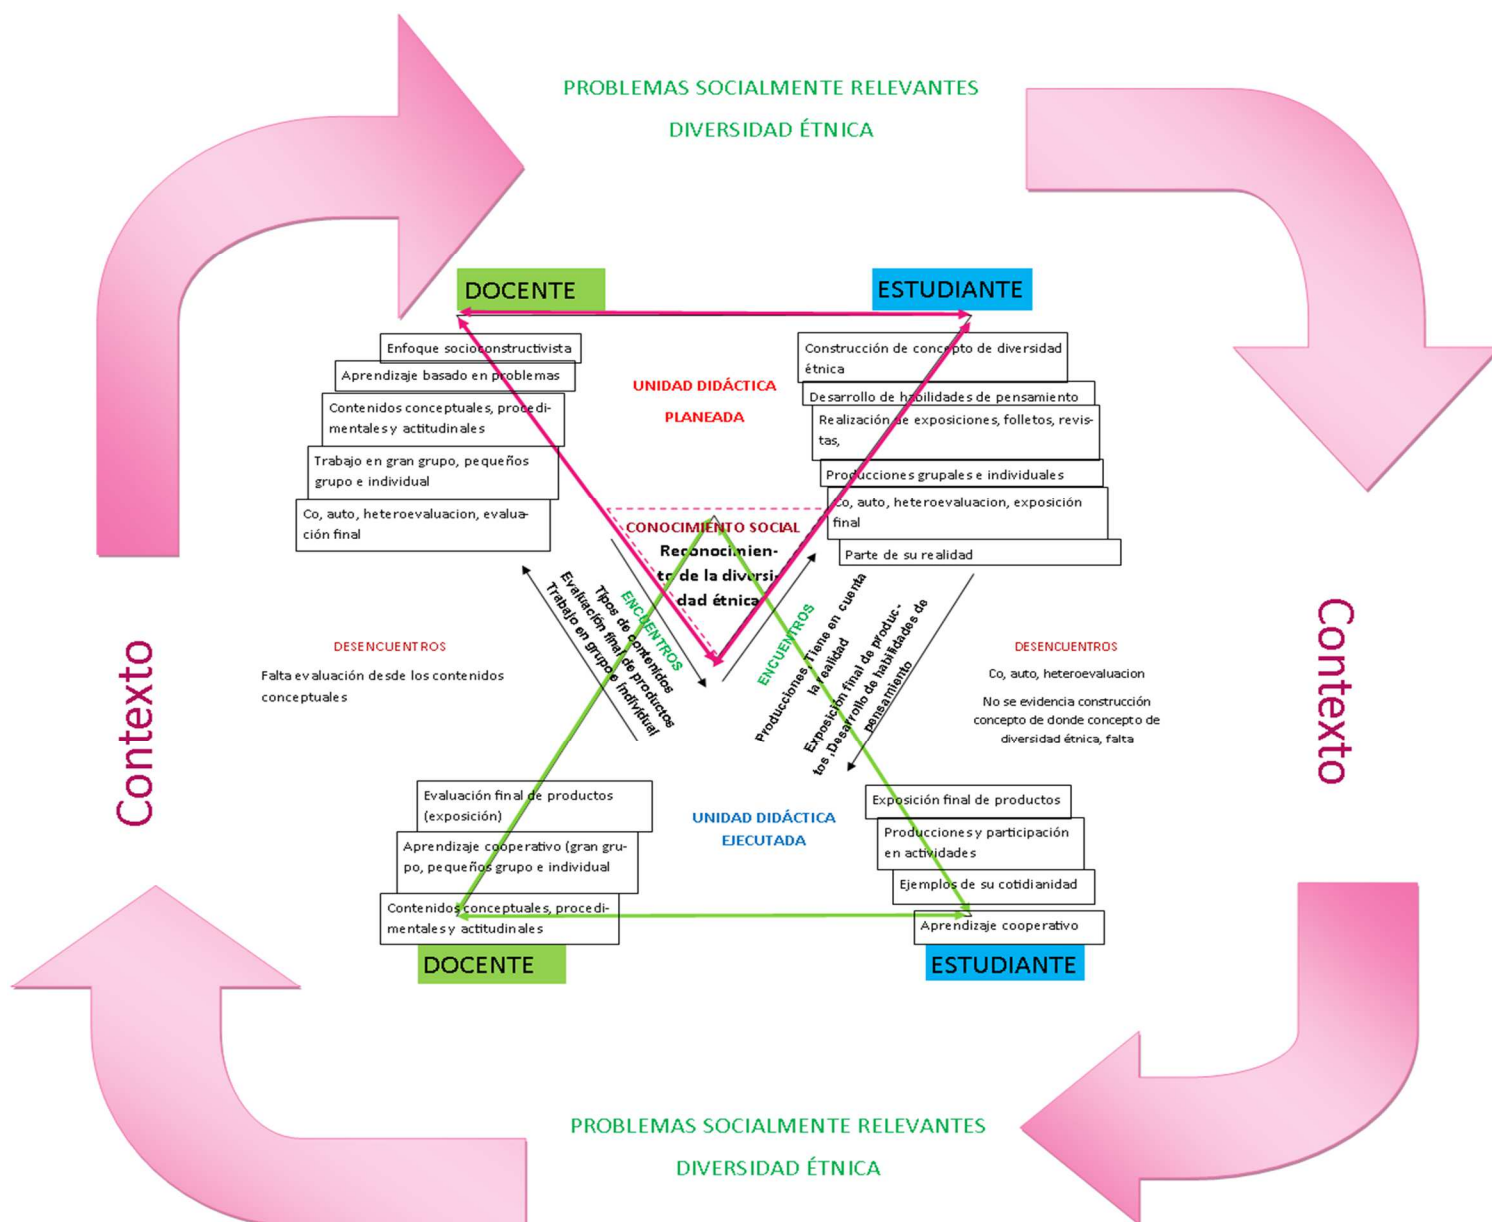 PROBLEMAS SOCIALMENTE RELEVANTES
DIVERSIDAD ÉTNICA
DOCENTE
ESTUDIANTE
Enfoque socioconstructivista
Aprendizaje basado en problemas
Contenidos conceptuales, procedi-
mentales y actitudinales
Trabajo en gran grupo, pequeños
grupo e individual
Co, auto, heteroevaluacion, evalua-
ción final
UNIDAD DIDÁCTICA
PLANEADA
Construcción de concepto de diversidad
étnica
Desarrollo de habilidades de pensamiento
Realización de exposiciones, folletos, revis-
tas,
Producciones grupales e individuales
Co, auto, heteroevaluacion, exposición
final
Parte de su realidad
CONOCIMIENTO SOCIAL
Reconocimien-
to de la diversi-
dad étnica
ENCUENTROS
Tipos de contenidos
Evaluación final de productos
Trabajo en grupo e individual
ENCUENTROS
Producciones, Tiene en cuenta
la realidad
Exposición final de produc-
tos ,Desarrollo de habilidades de
pensamiento
DESENCUENTROS
Falta evaluación desde los contenidos
conceptuales
DESENCUENTROS
Co, auto, heteroevaluacion
No se evidencia construcción
concepto de donde concepto de
diversidad étnica, falta
Contexto
Contexto
Evaluación final de productos
(exposición)
Aprendizaje cooperativo (gran gru-
po, pequeños grupo e individual
Contenidos conceptuales, procedi-
mentales y actitudinales
UNIDAD DIDÁCTICA
EJECUTADA
Exposición final de productos
Producciones y participación
en actividades
Ejemplos de su cotidianidad
Aprendizaje cooperativo
DOCENTE
ESTUDIANTE
PROBLEMAS SOCIALMENTE RELEVANTES
DIVERSIDAD ÉTNICA